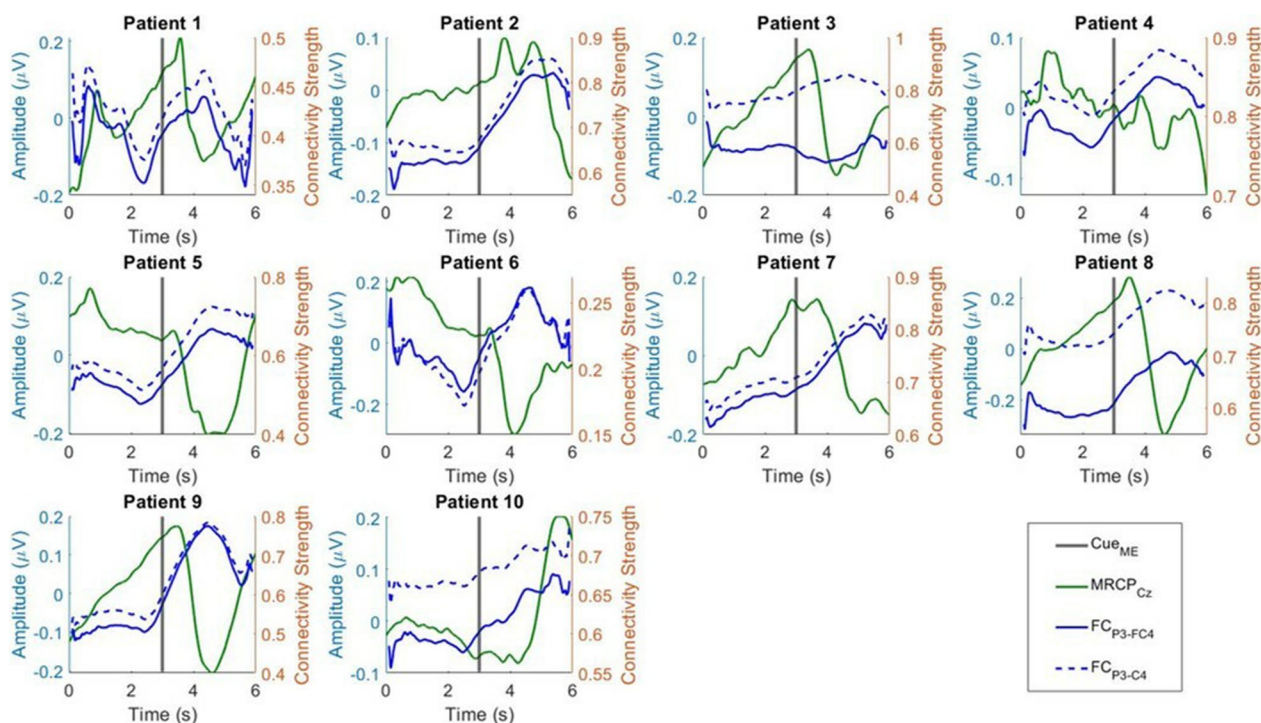 Patient 1
Patient 2
Patient 3
Patient 4
Amplitude (μV)
0.2
0.1
0
-0.1
-0.2
0 2 4 6
Time (s)
0.5
0.45
0.4
0.35
Connectivity Strength
Amplitude (μV)
0.1
0
-0.1
-0.2
0 2 4 6
Time (s)
0.9
0.8
0.7
0.6
Connectivity Strength
Amplitude (μV)
0.2
0
-0.2
0 2 4 6
Time (s)
1
0.8
0.6
0.4
Connectivity Strength
Amplitude (μV)
0.1
0
-0.1
0 2 4 6
Time (s)
0.9
0.8
0.7
Connectivity Strength
Patient 5
Patient 6
Patient 7
Patient 8
Amplitude (μV)
0.2
0
-0.2
0 2 4 6
Time (s)
0.8
0.6
0.4
Connectivity Strength
Amplitude (μV)
0.2
0
-0.2
0 2 4 6
Time (s)
0.25
0.2
0.15
Connectivity Strength
Amplitude (μV)
0.2
0
-0.2
0 2 4 6
Time (s)
0.9
0.8
0.7
0.6
Connectivity Strength
Amplitude (μV)
0.2
0
-0.2
0 2 4 6
Time (s)
0.8
0.7
0.6
Connectivity Strength
Patient 9
Patient 10
Amplitude (μV)
0.2
0.1
0
-0.1
-0.2
0 2 4 6
Time (s)
0.8
0.7
0.6
0.5
0.4
Connectivity Strength
Amplitude (μV)
0.2
0.1
0
-0.1
0 2 4 6
Time (s)
0.75
0.7
0.65
0.6
0.55
Connectivity Strength
Cue_ME
MRCP_Cz
FC_P3-FC4
FC_P3-C4